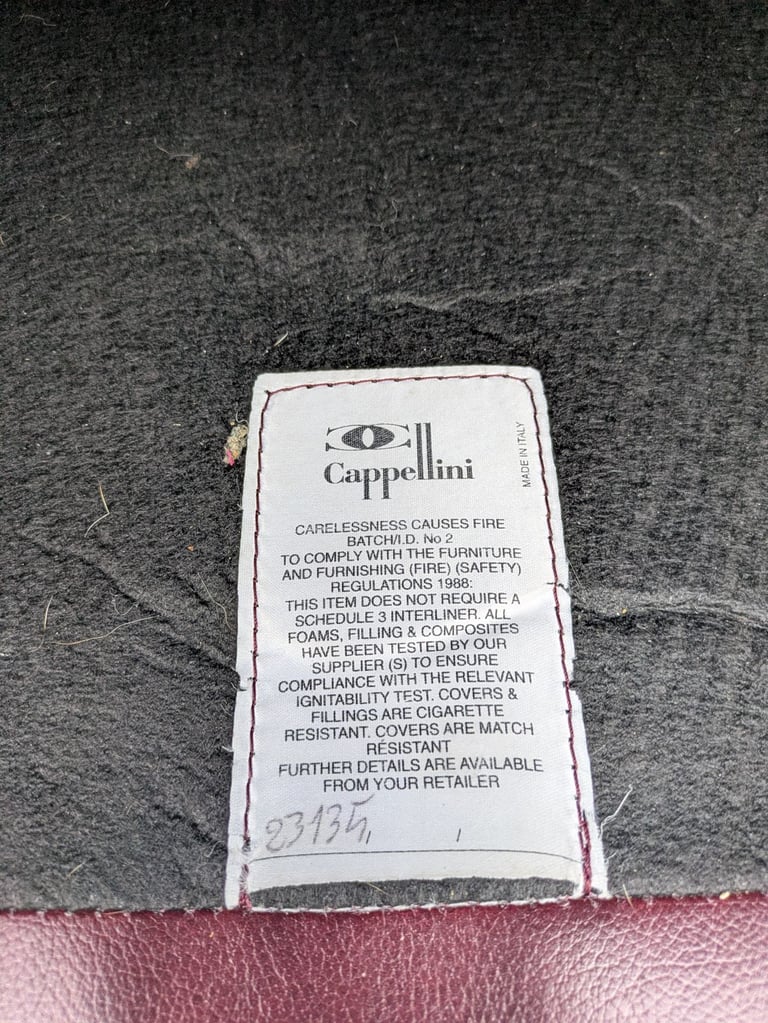 Cappellini
MADE IN ITALY
CARELESSNESS CAUSES FIRE
BATCH/I.D. No 2
TO COMPLY WITH THE FURNITURE
AND FURNISHING (FIRE) (SAFETY)
REGULATIONS 1988:
THIS ITEM DOES NOT REQUIRE A
SCHEDULE 3 INTERLINER. ALL
FOAMS, FILLING & COMPOSITES
HAVE BEEN TESTED BY OUR
SUPPLIER (S) TO ENSURE
COMPLIANCE WITH THE RELEVANT
IGNITABILITY TEST. COVERS &
FILLINGS ARE CIGARETTE
RESISTANT. COVERS ARE MATCH
RÉSISTANT
FURTHER DETAILS ARE AVAILABLE
FROM YOUR RETAILER
23135